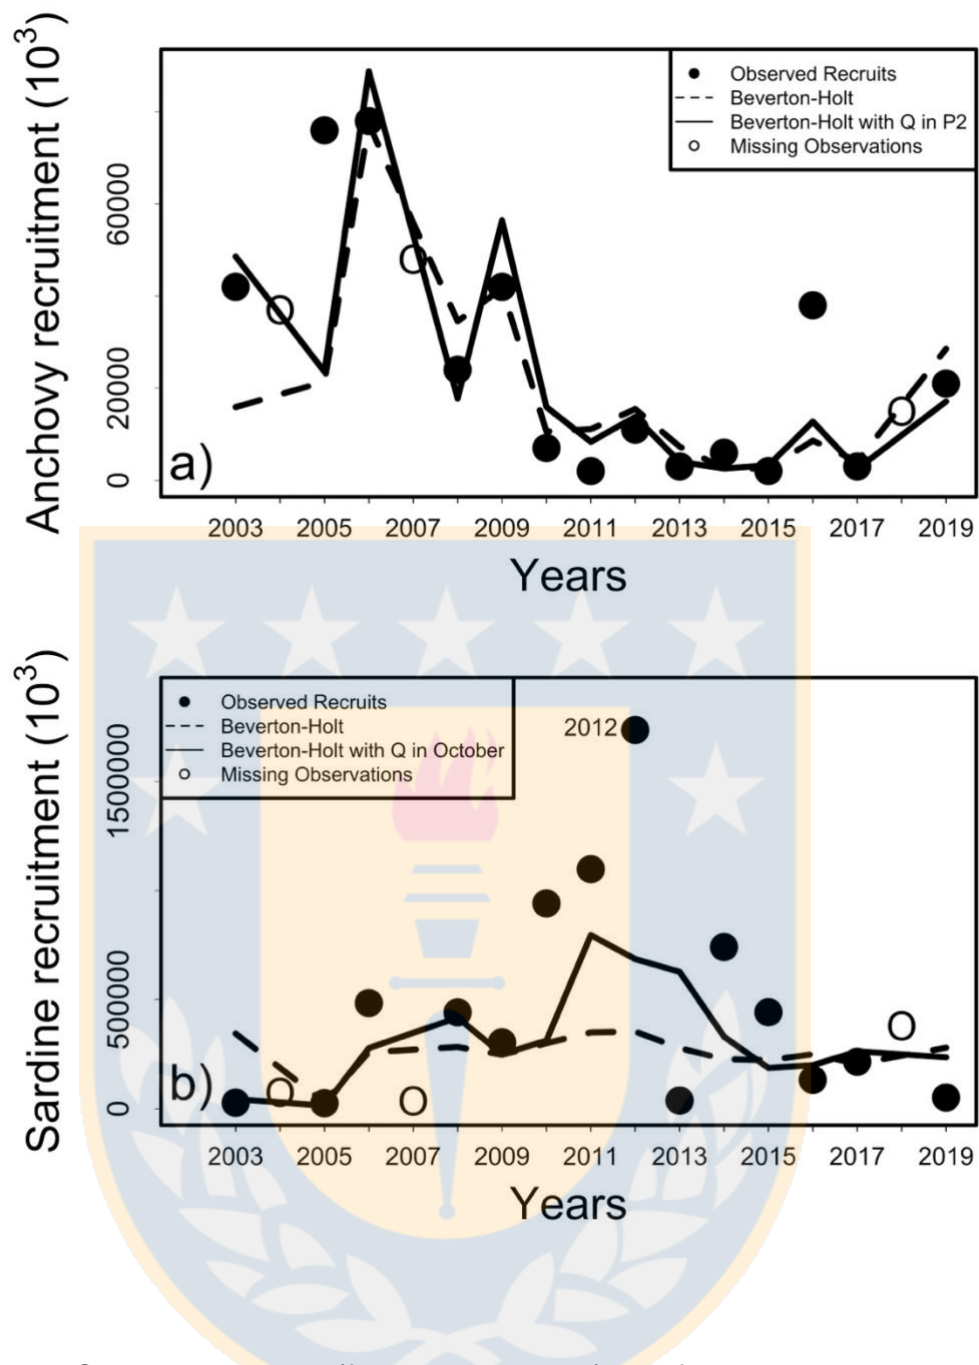 Anchovy recruitment (10³)
60000
20000
0
Observed Recruits
Beverton-Holt
Beverton-Holt with Q in P2
Missing Observations
a)
2003 2005 2007 2009 2011 2013 2015 2017 2019
Years
Sardine recruitment (10³)
1500000
500000
0
Observed Recruits
Beverton-Holt
Beverton-Holt with Q in October
Missing Observations
2012
b)
2003 2005 2007 2009 2011 2013 2015 2017 2019
Years